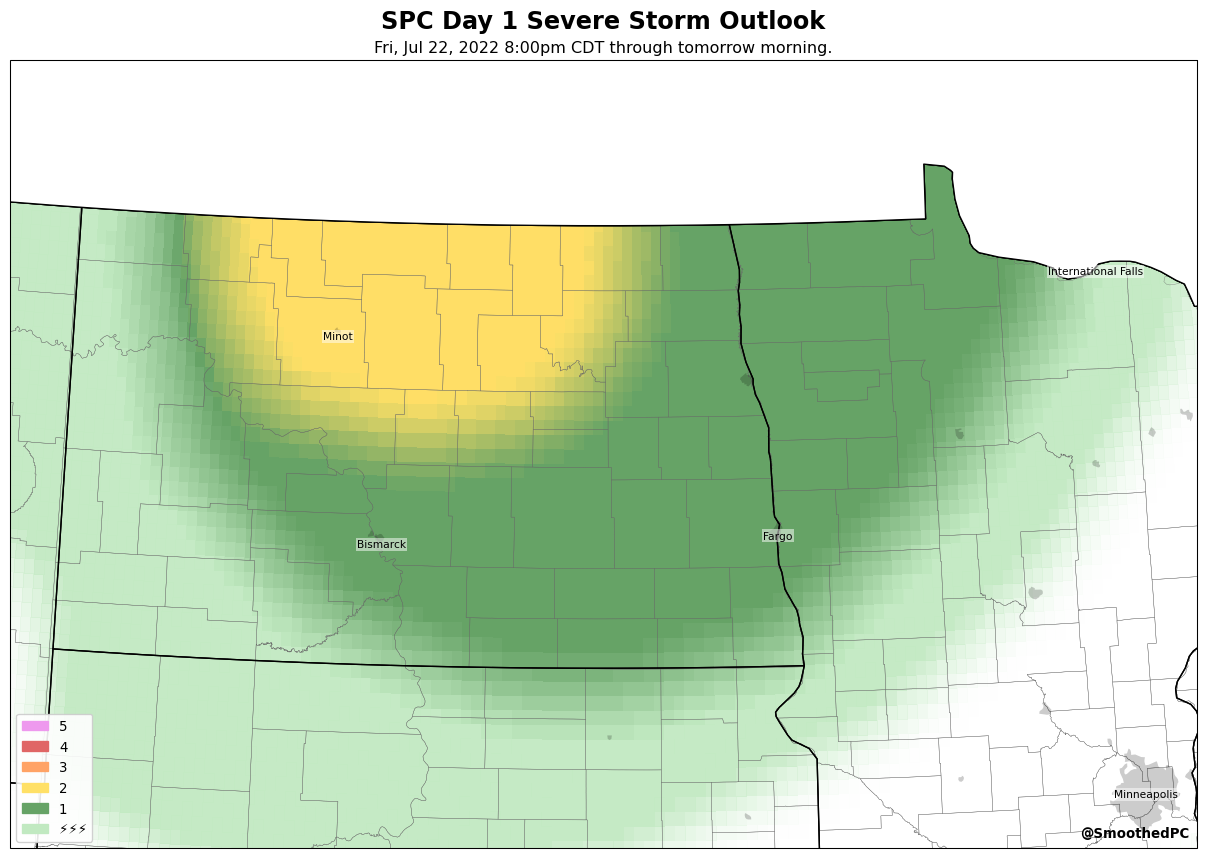 SPC Day 1 Severe Storm Outlook
Fri, Jul 22, 2022 8:00pm CDT through tomorrow morning.
International Falls
Minot
Fargo
Bismarck
5
4
3
2
1
⚡⚡⚡
Minneapolis
@SmoothedPC